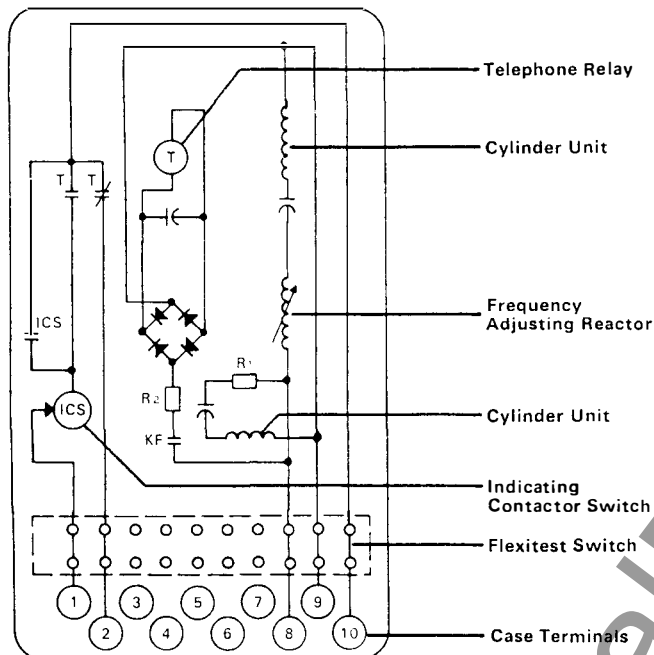 Telephone Relay
T
Cylinder Unit
T
T
ICS
Frequency
Adjusting Reactor
R1
R2
ICS
Cylinder Unit
KF
Indicating
Contactor Switch
Flexitest Switch
1
3
5
7
9
2
4
6
8
10
Case Terminals